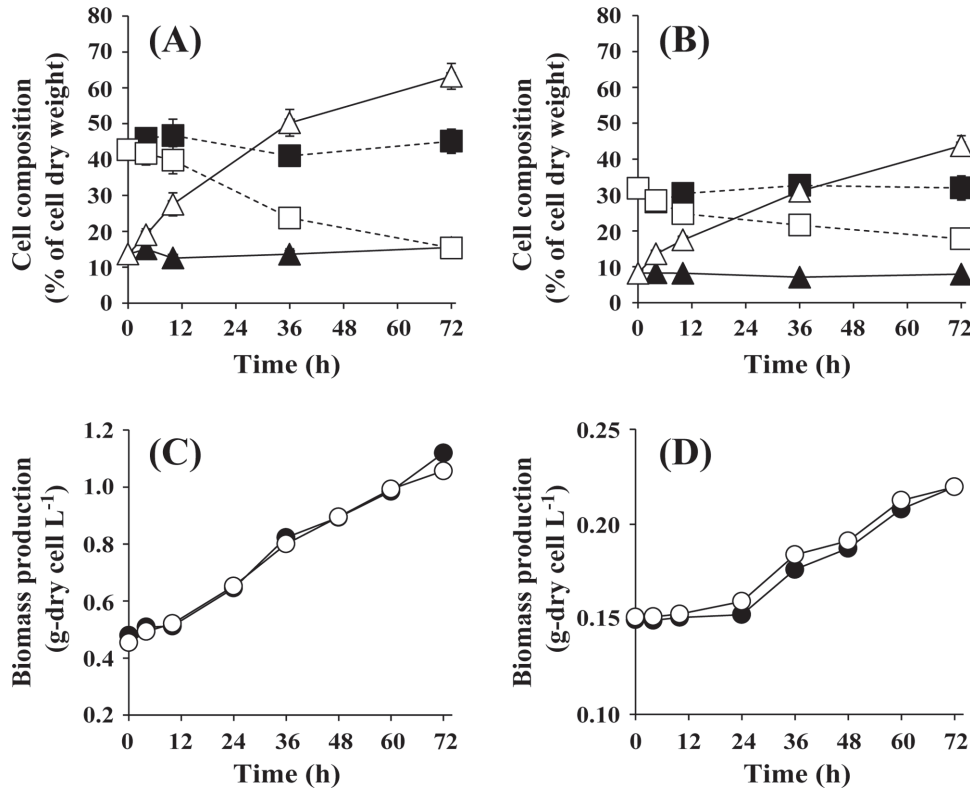 (A)
Cell composition
(% of cell dry weight)
80
70
60
50
40
30
20
10
0
0 12 24 36 48 60 72
Time (h)
(B)
Cell composition
(% of cell dry weight)
80
70
60
50
40
30
20
10
0
0 12 24 36 48 60 72
Time (h)
(C)
Biomass production
(g-dry cell L⁻¹)
1.2
1.0
0.8
0.6
0.4
0.2
0 12 24 36 48 60 72
Time (h)
(D)
Biomass production
(g-dry cell L⁻¹)
0.25
0.20
0.15
0.10
0 12 24 36 48 60 72
Time (h)